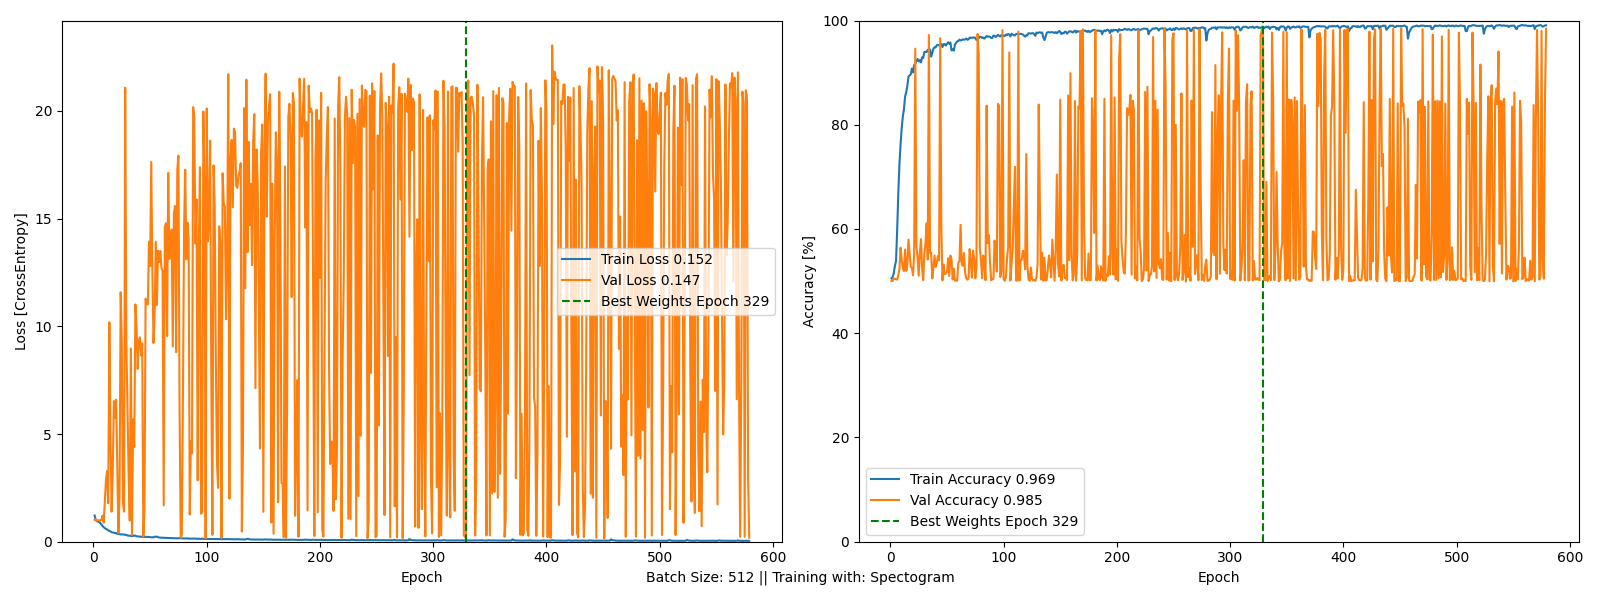 Loss [CrossEntropy]
20
15
10
5
0
0
100
200
300
400
500
600
Epoch
Train Loss 0.152
Val Loss 0.147
Best Weights Epoch 329
Accuracy [%]
100
80
60
40
20
0
0
100
200
300
400
500
600
Epoch
Train Accuracy 0.969
Val Accuracy 0.985
Best Weights Epoch 329
Batch Size: 512 || Training with: Spectogram